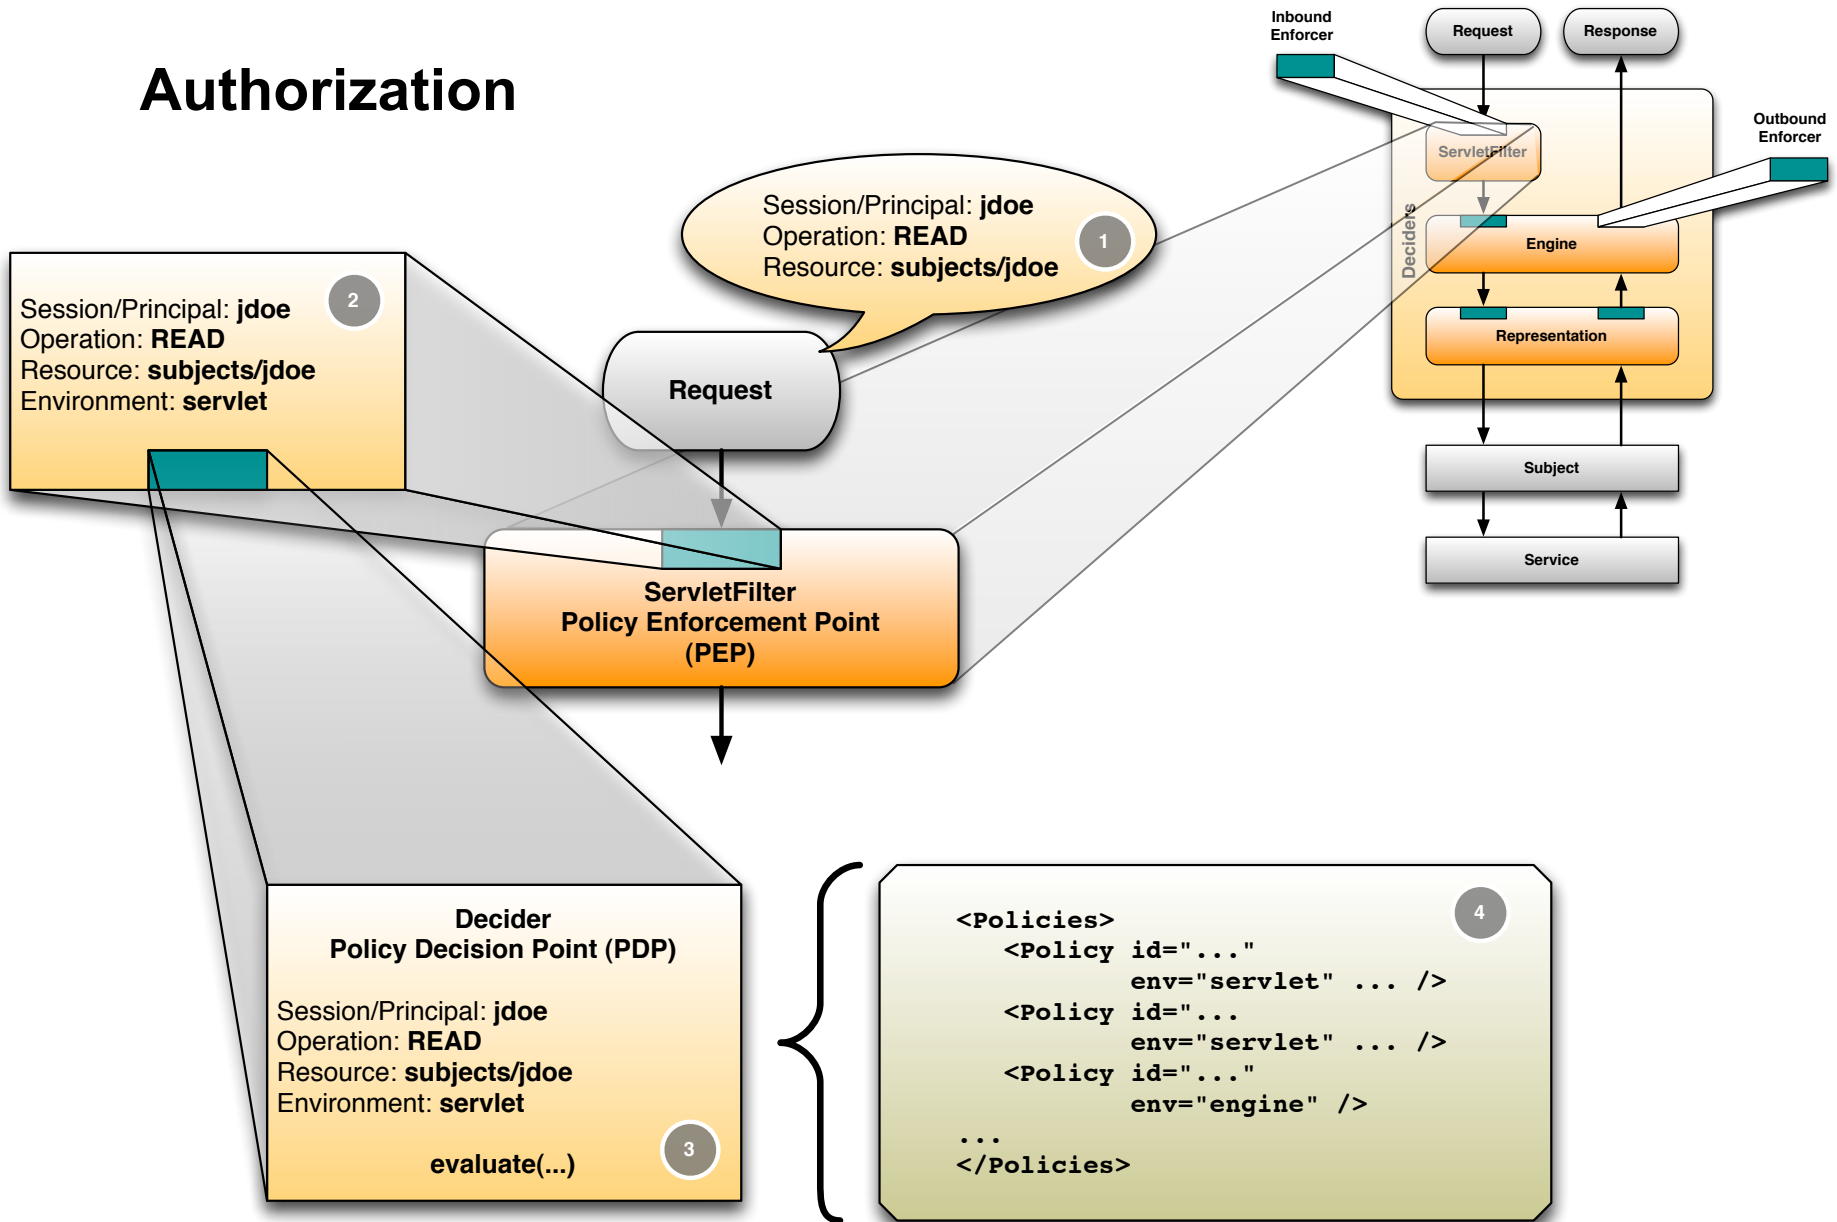 Authorization
Inbound
Enforcer
Request
Response
Outbound
Enforcer
ServletFilter
Deciders
Engine
Representation
Subject
Service
Session/Principal: jdoe
Operation: READ
Resource: subjects/jdoe
1
Session/Principal: jdoe
Operation: READ
Resource: subjects/jdoe
Environment: servlet
2
Request
ServletFilter
Policy Enforcement Point
(PEP)
Decider
Policy Decision Point (PDP)
Session/Principal: jdoe
Operation: READ
Resource: subjects/jdoe
Environment: servlet
evaluate(...)
3
4
<Policies>
<Policy id="..."
env="servlet" ... />
<Policy id="...
env="servlet" ... />
<Policy id="..."
env="engine" />
...
</Policies>